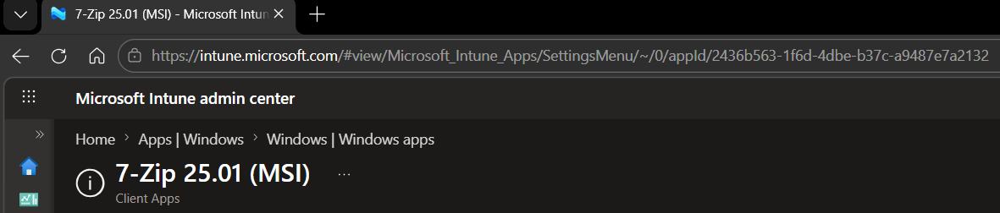 7-Zip 25.01 (MSI) - Microsoft Intun
https://intune.microsoft.com/#view/Microsoft_Intune_Apps/SettingsMenu/~/0/appId/2436b563-1f6d-4dbe-b37c-a9487e7a2132
Microsoft Intune admin center
Home > Apps | Windows > Windows | Windows apps
7-Zip 25.01 (MSI) ...
Client Apps